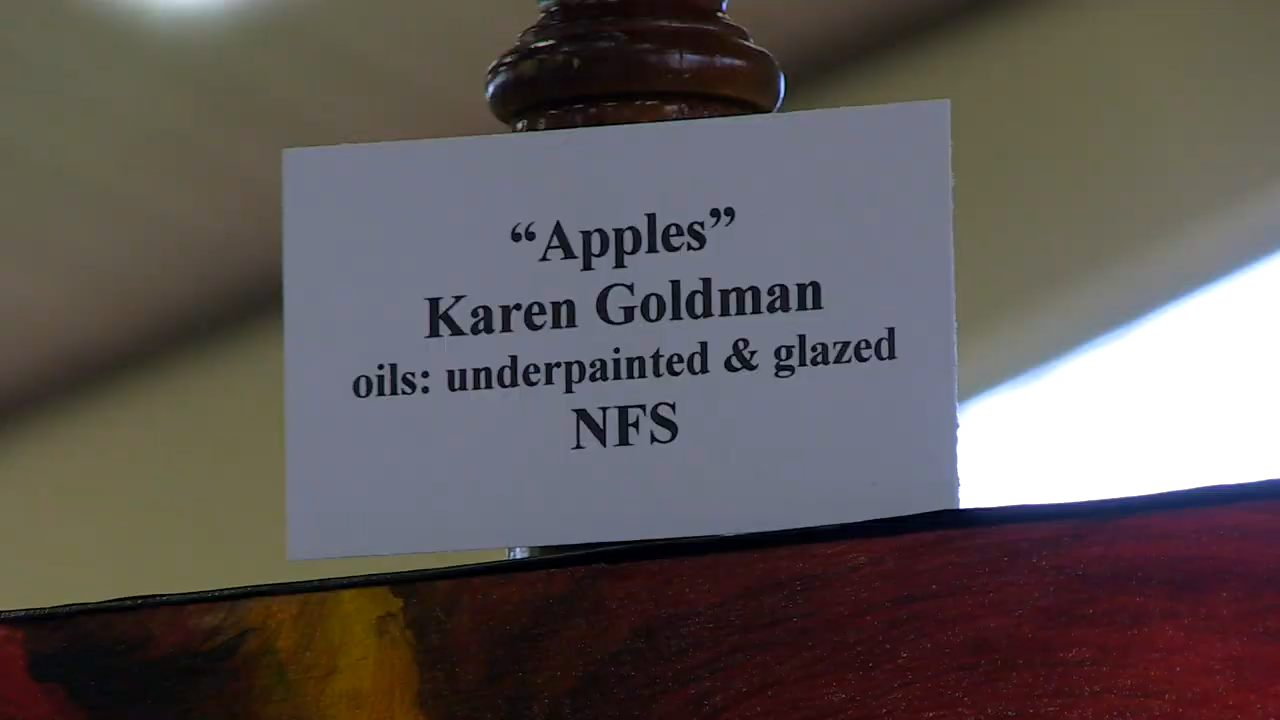 “Apples”
Karen Goldman
oils: underpainted & glazed
NFS